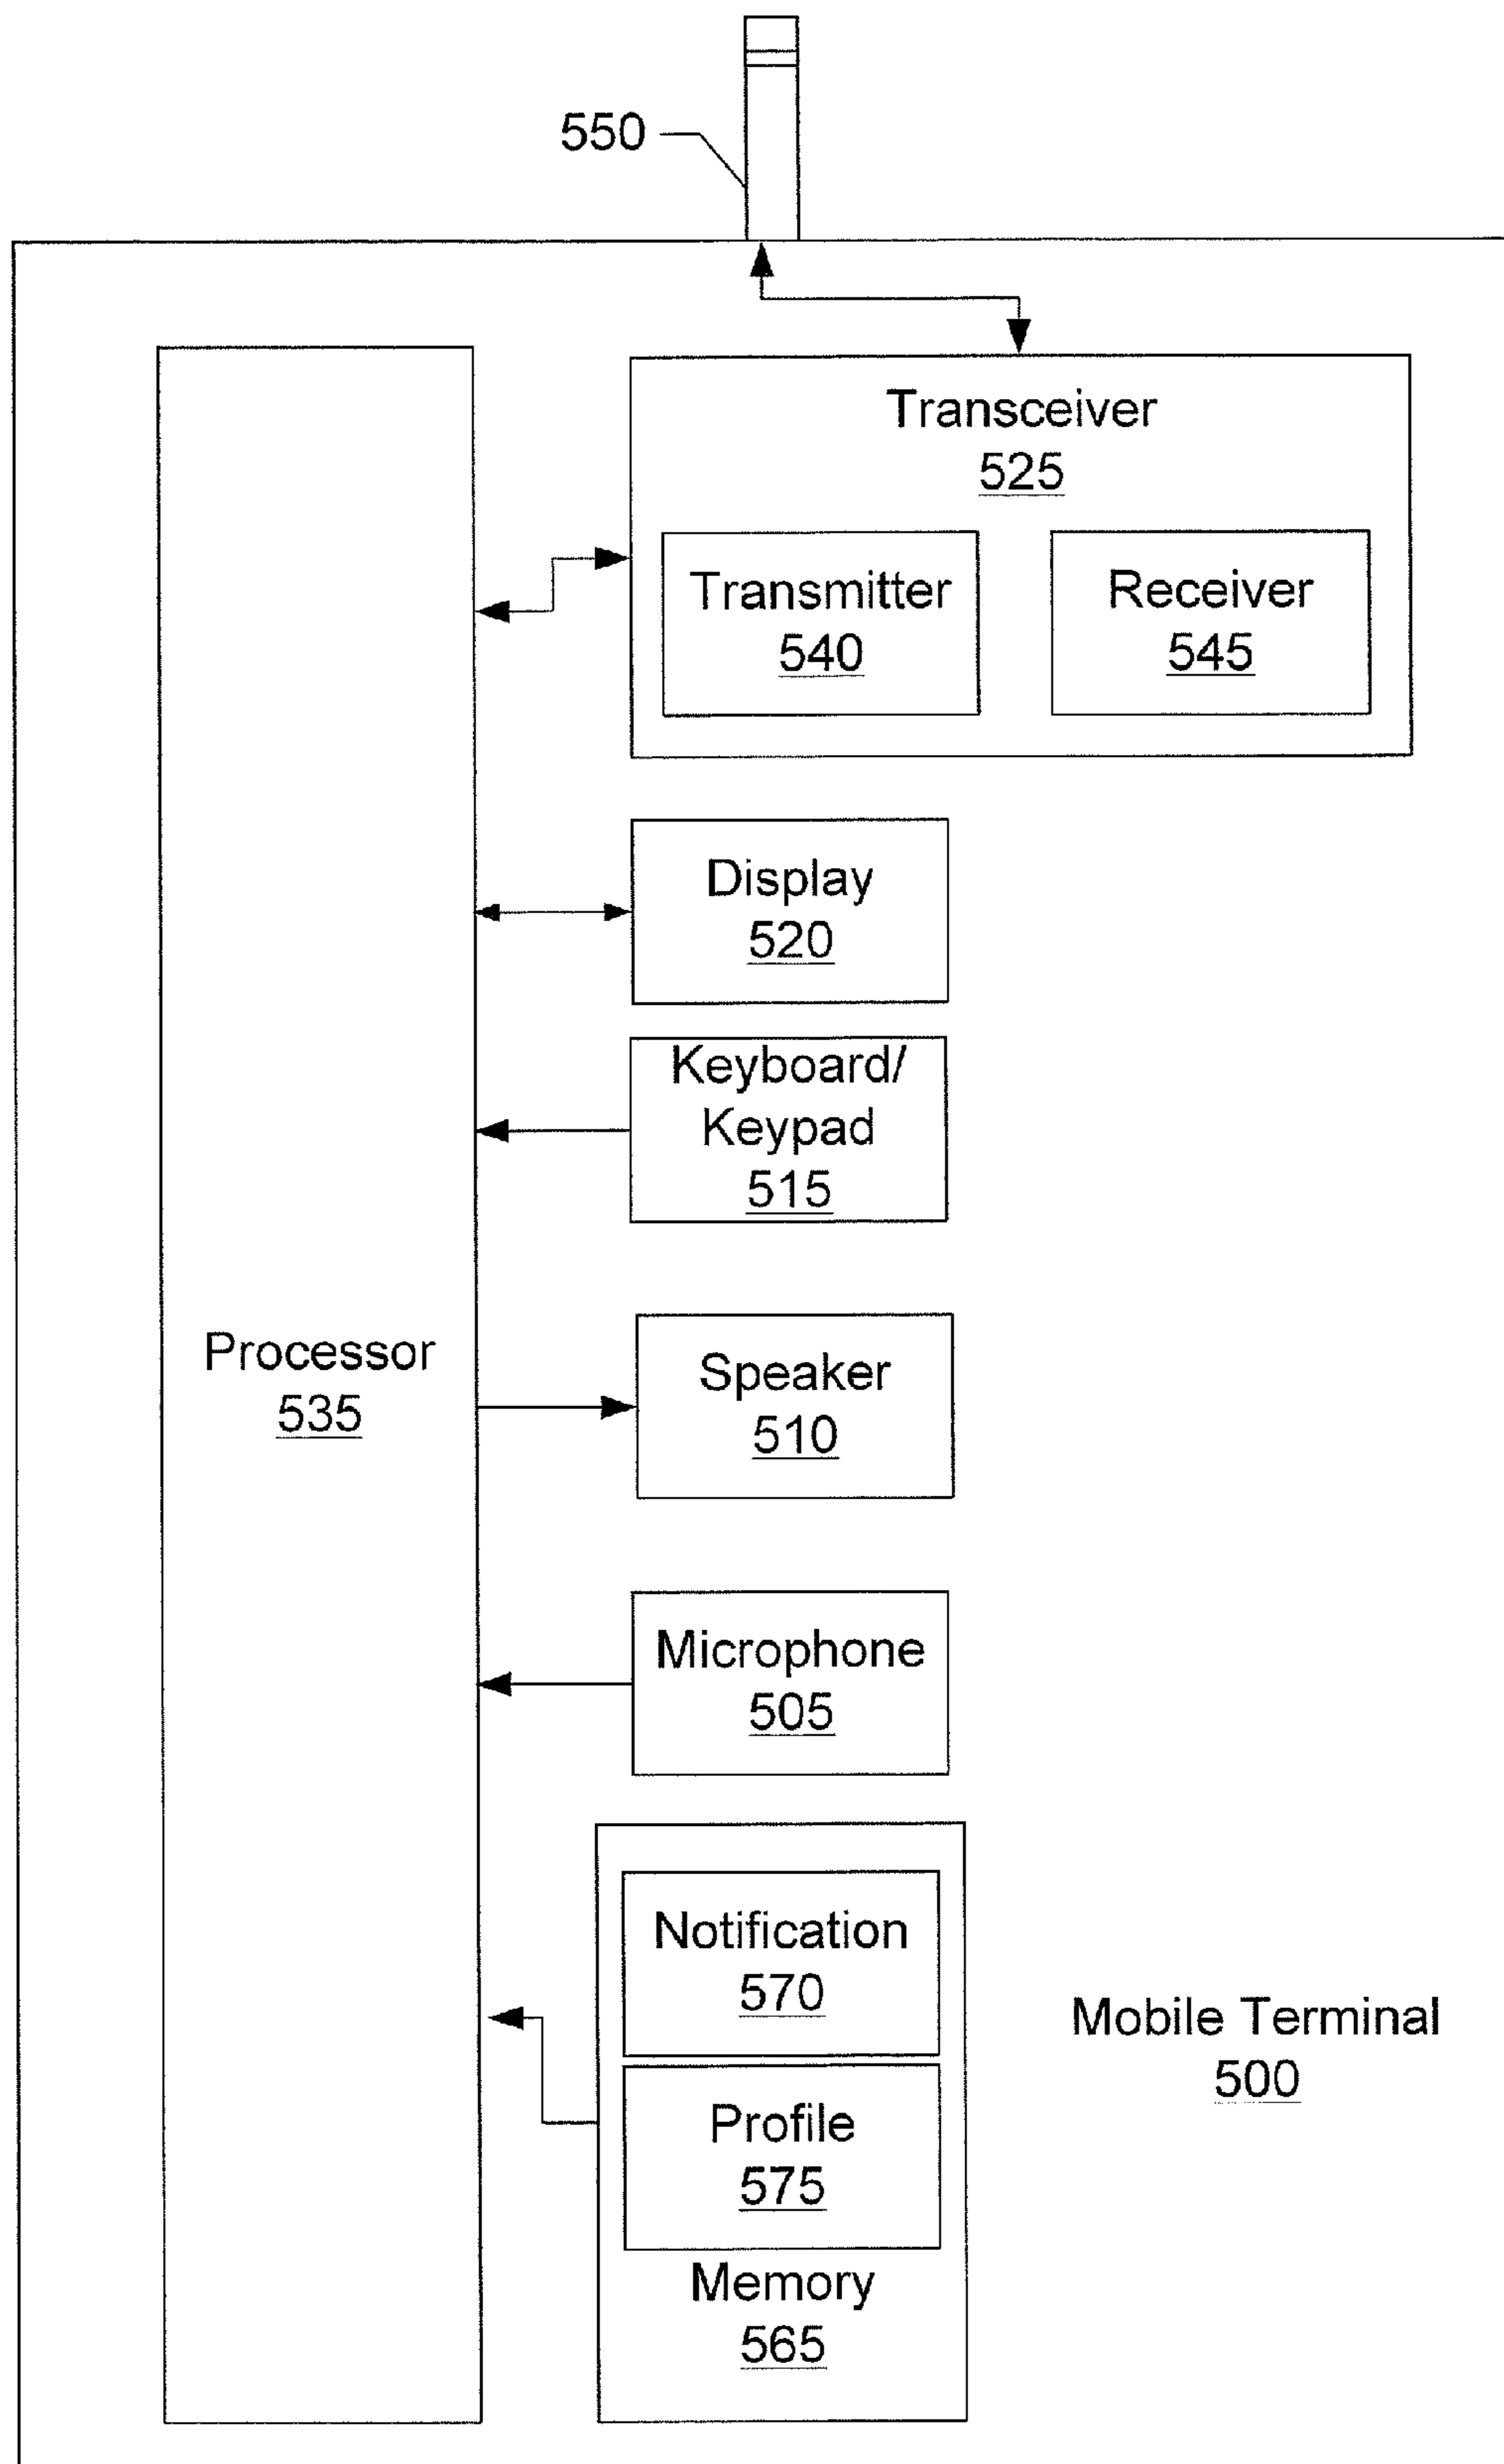 550
Transceiver
525
Transmitter
540
Receiver
545
Display
520
Keyboard/
Keypad
515
Processor
535
Speaker
510
Microphone
505
Notification
570
Profile
575
Memory
565
Mobile Terminal
500